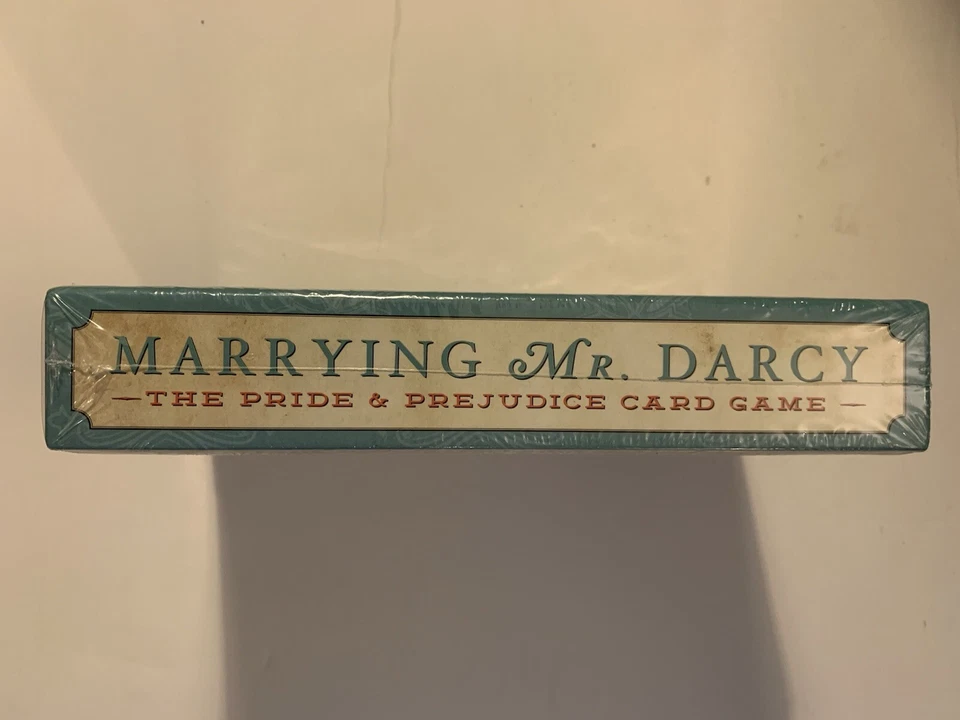 MARRYING MR. DARCY
—THE PRIDE & PREJUDICE CARD GAME—